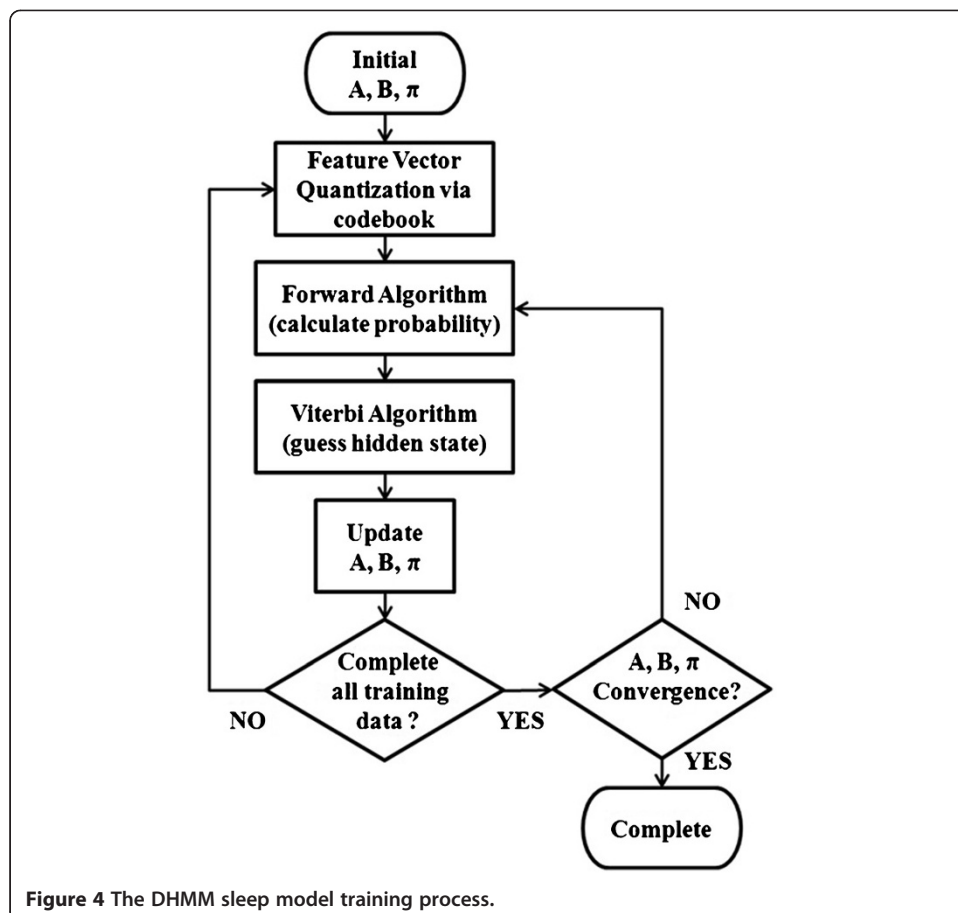 Initial
A, B, π
Feature Vector
Quantization via
codebook
Forward Algorithm
(calculate probability)
Viterbi Algorithm
(guess hidden state)
Update
A, B, π
Complete
all training
data ?
NO
YES
A, B, π
Convergence?
NO
YES
Complete
Figure 4 The DHMM sleep model training process.